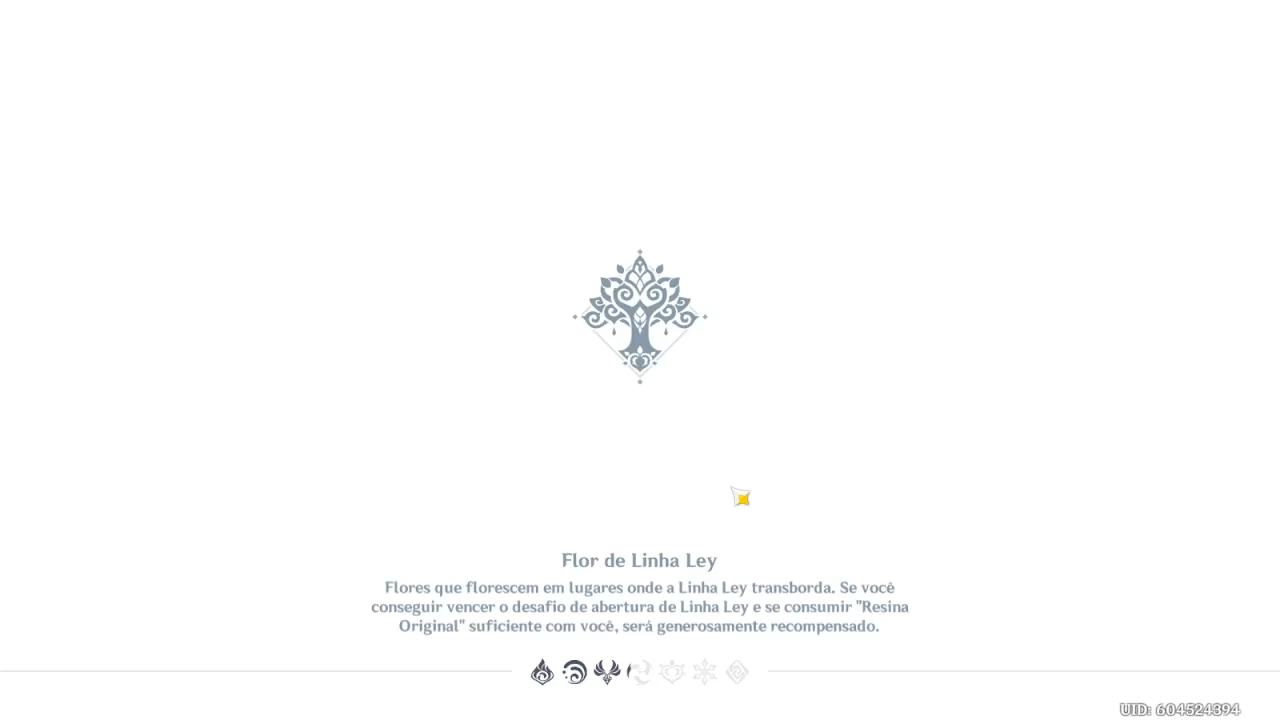 Flor de Linha Ley
Flores que florescem em lugares onde a Linha Ley transborda. Se você
conseguir vencer o desafio de abertura de Linha Ley e se consumir "Resina
Original" suficiente com você, será generosamente recompensado.
UID: 604524394